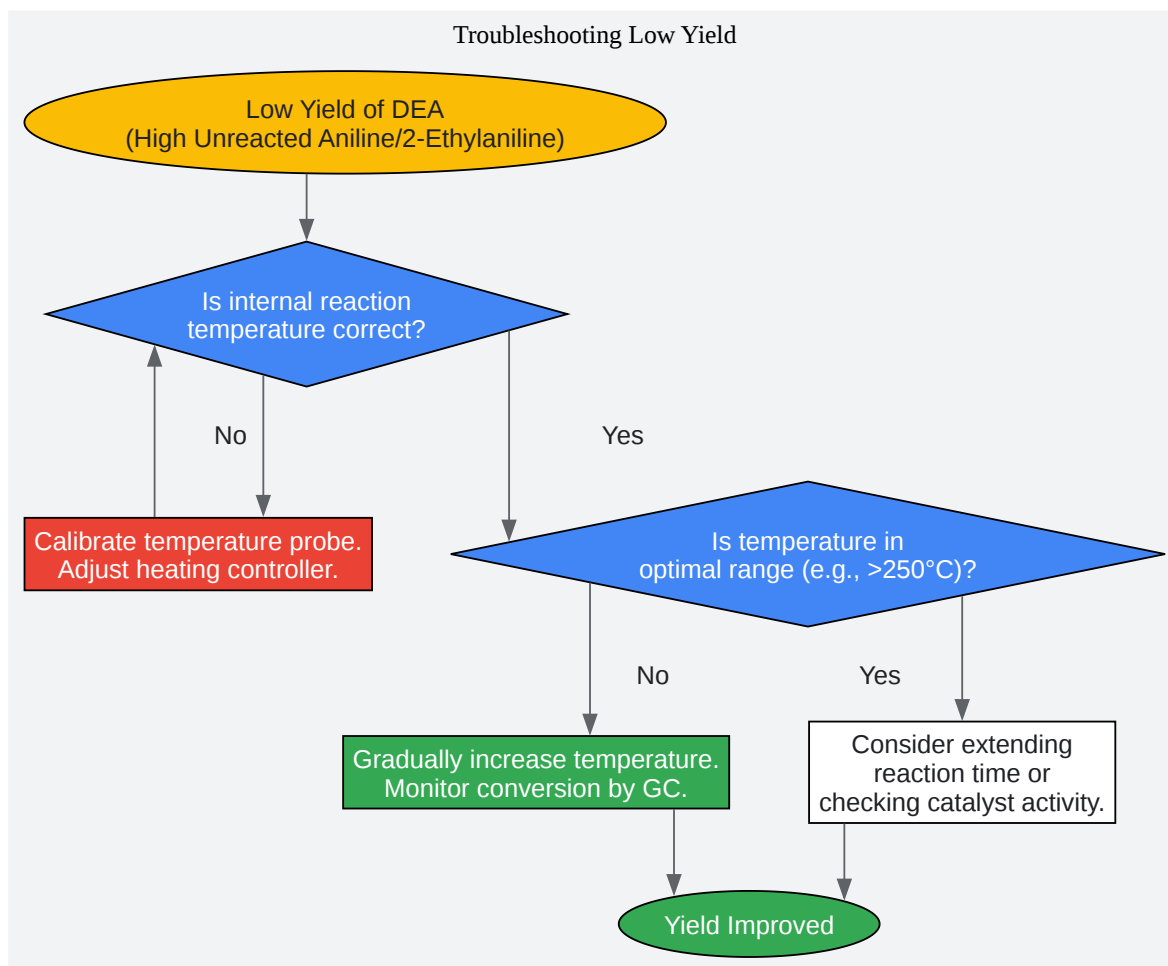 Troubleshooting Low Yield
Low Yield of DEA
(High Unreacted Aniline/2-Ethylaniline)
Is internal reaction
temperature correct?
No
Yes
Calibrate temperature probe.
Adjust heating controller.
Is temperature in
optimal range (e.g., >250°C)?
No
Yes
Gradually increase temperature.
Monitor conversion by GC.
Consider extending
reaction time or
checking catalyst activity.
Yield Improved